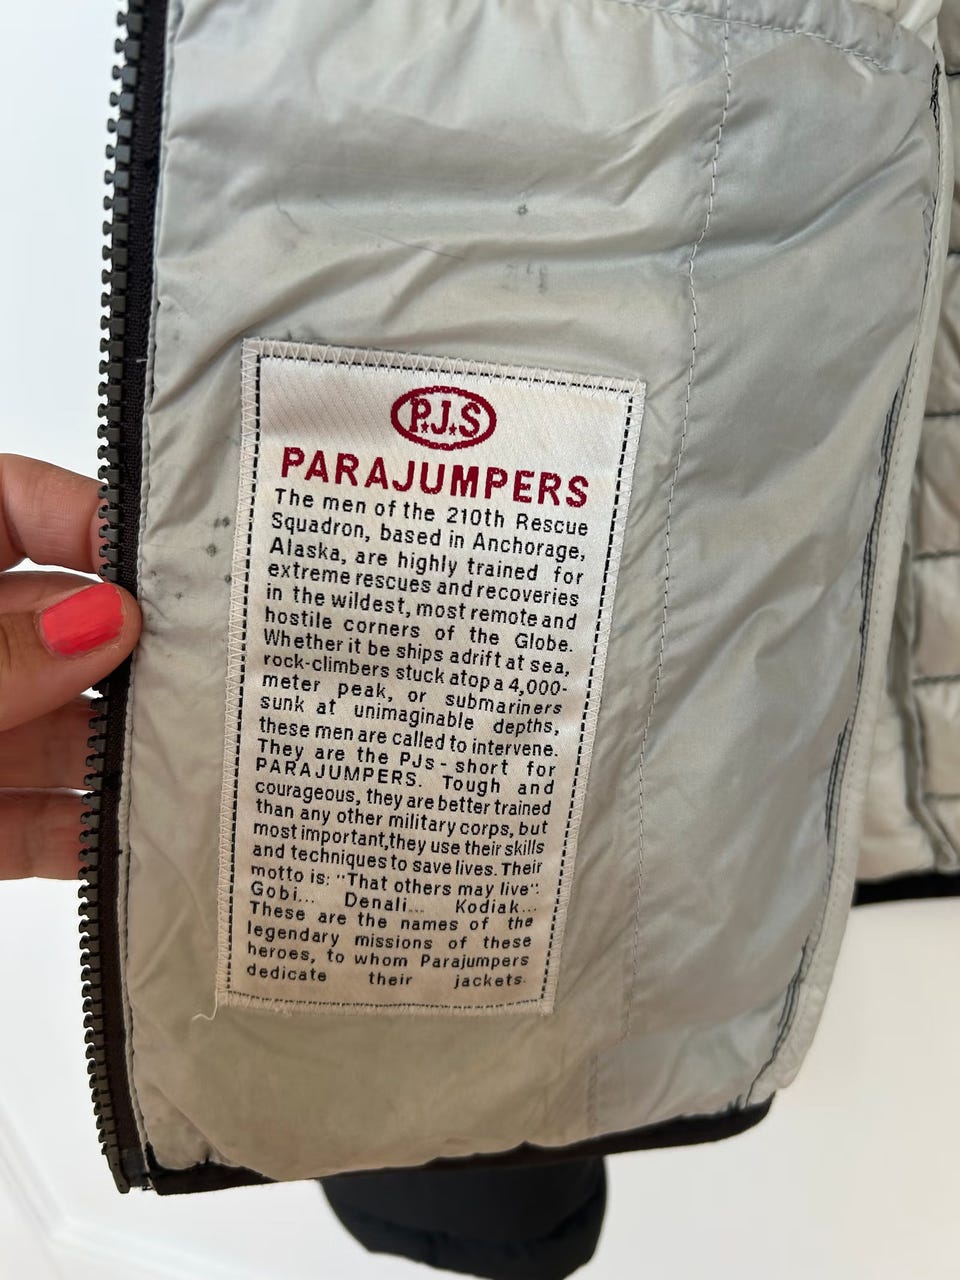 P.J.S
PARAJUMPERS
The men of the 210th Rescue
Squadron, based in Anchorage,
Alaska, are highly trained for
extreme rescues and recoveries
in the wildest, most remote and
hostile corners of the Globe.
Whether it be ships adrift at sea,
rock-climbers stuck atop a 4,000-
meter peak, or submariners
sunk at unimaginable depths,
these men are called to intervene.
They are the PJs - short for
PARAJUMPERS. Tough and
courageous, they are better trained
than any other military corps, but
most important,they use their skills
and techniques to save lives. Their
motto is: "That others may live".
Gobi... Denali... Kodiak...
These are the names of the
legendary missions of these
heroes, to whom Parajumpers
dedicate their jackets.